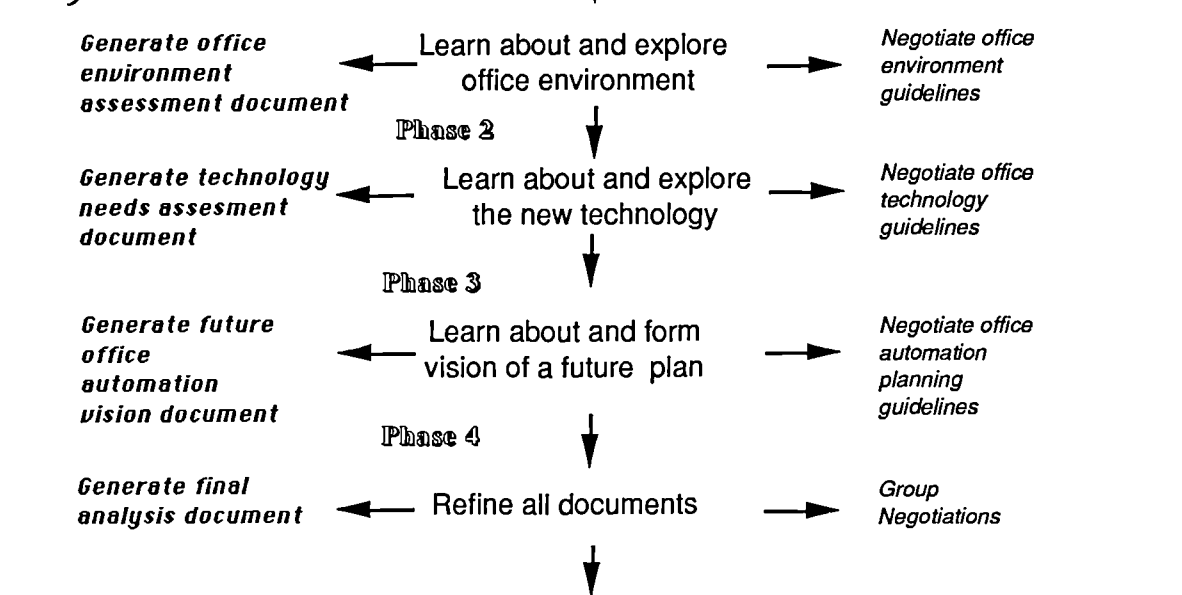 Generate office
environment
assessment document
Learn about and explore
office environment
Negotiate office
environment
guidelines
Phase 2
Generate technology
needs assesment
document
Learn about and explore
the new technology
Negotiate office
technology
guidelines
Phase 3
Generate future
office
automation
vision document
Learn about and form
vision of a future plan
Negotiate office
automation
planning
guidelines
Phase 4
Generate final
analysis document
Refine all documents
Group
Negotiations